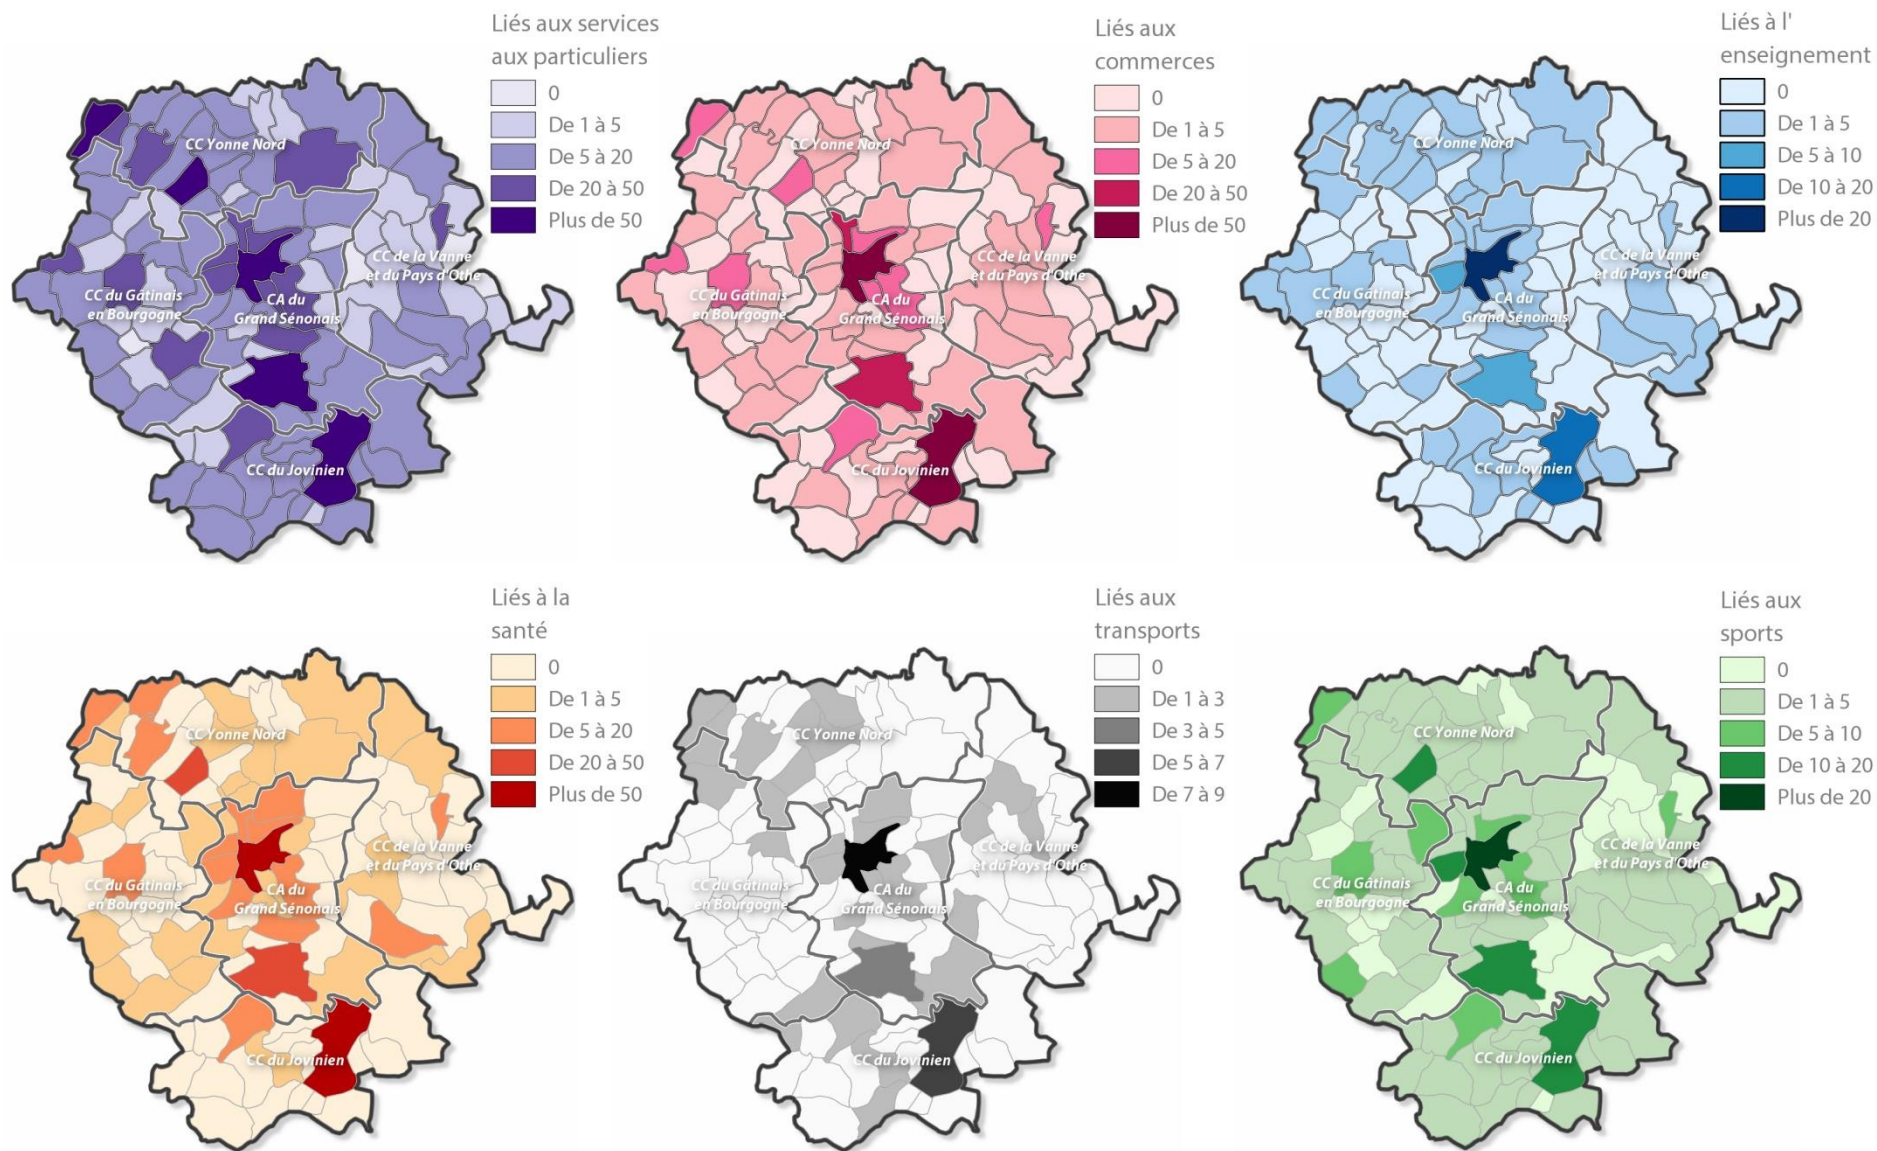 Liés aux services
aux particuliers
0
De 1 à 5
De 5 à 20
De 20 à 50
Plus de 50
CC Yonne Nord
CC de la Vanne
et du Pays d'Othe
CC du Gâtinais
en Bourgogne
CA du
Grand Sénonais
CC du Jovinien
Liés aux
commerces
0
De 1 à 5
De 5 à 20
De 20 à 50
Plus de 50
CC Yonne Nord
CC de la Vanne
et du Pays d'Othe
CC du Gâtinais
en Bourgogne
CA du
Grand Sénonais
CC du Jovinien
Liés à l'
enseignement
0
De 1 à 5
De 5 à 10
De 10 à 20
Plus de 20
CC Yonne Nord
CC de la Vanne
et du Pays d'Othe
CC du Gâtinais
en Bourgogne
CA du
Grand Sénonais
CC du Jovinien
Liés à la
santé
0
De 1 à 5
De 5 à 20
De 20 à 50
Plus de 50
CC Yonne Nord
CC de la Vanne
et du Pays d'Othe
CC du Gâtinais
en Bourgogne
CA du
Grand Sénonais
CC du Jovinien
Liés aux
transports
0
De 1 à 3
De 3 à 5
De 5 à 7
De 7 à 9
CC Yonne Nord
CC de la Vanne
et du Pays d'Othe
CC du Gâtinais
en Bourgogne
CA du
Grand Sénonais
CC du Jovinien
Liés aux
sports
0
De 1 à 5
De 5 à 10
De 10 à 20
Plus de 20
CC Yonne Nord
CC de la Vanne
et du Pays d'Othe
CC du Gâtinais
en Bourgogne
CA du
Grand Sénonais
CC du Jovinien